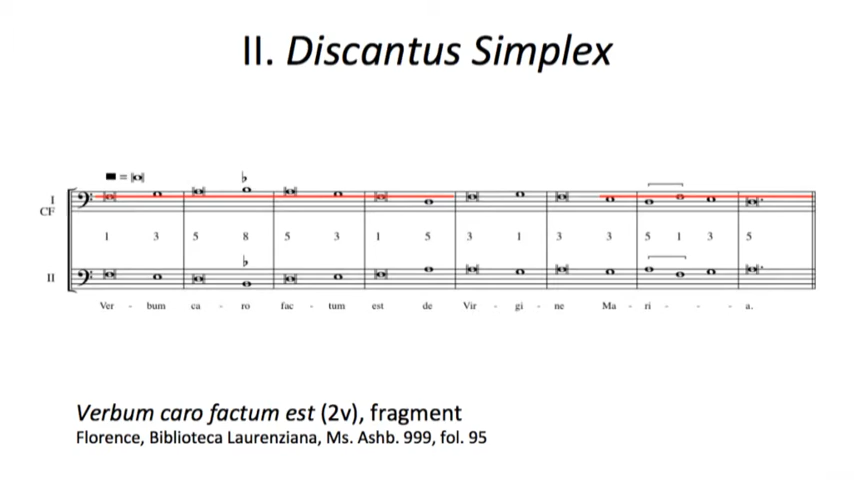 II. Discantus Simplex
■ = |o|
♭
I
CF
1 3 5 8 5 3 1 5 3 1 3 3 5 1 3 5
♭
II
Ver - bum ca - ro fac - tum est de Vir - gi - ne Ma - ri - - - a.
Verbum caro factum est (2v), fragment
Florence, Biblioteca Laurenziana, Ms. Ashb. 999, fol. 95